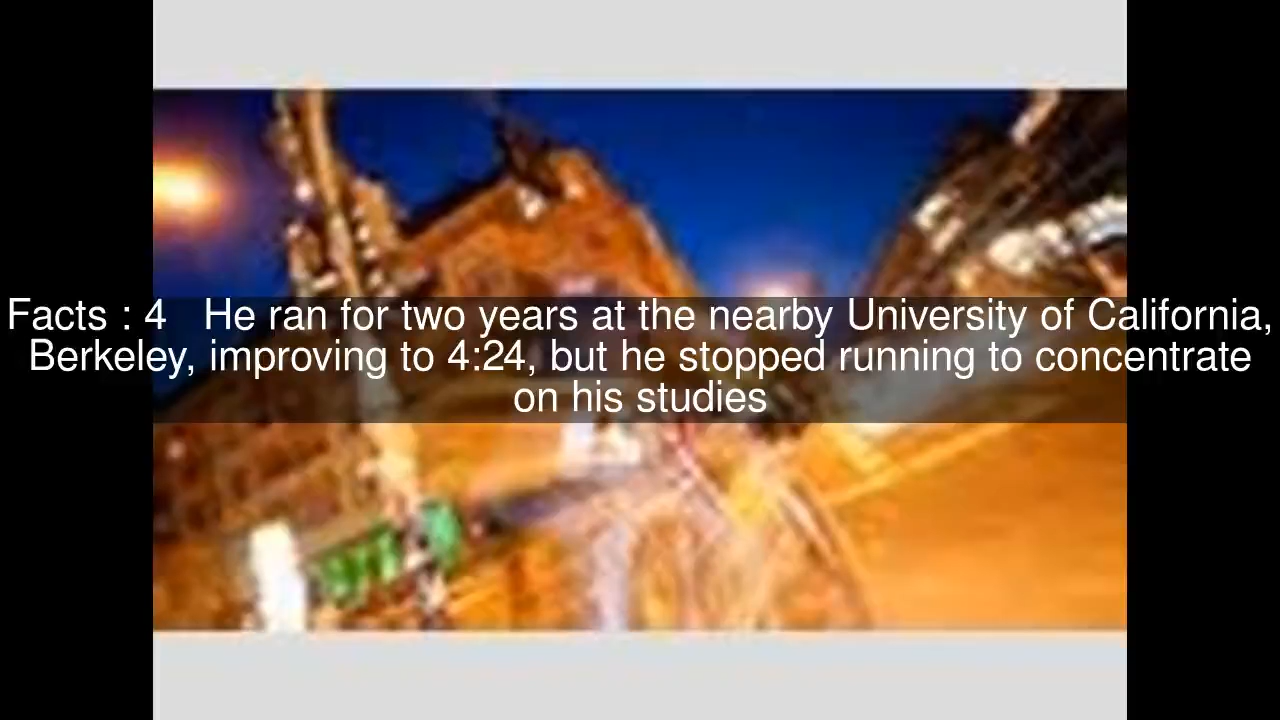 Facts : 4   He ran for two years at the nearby University of California,
Berkeley, improving to 4:24, but he stopped running to concentrate
on his studies